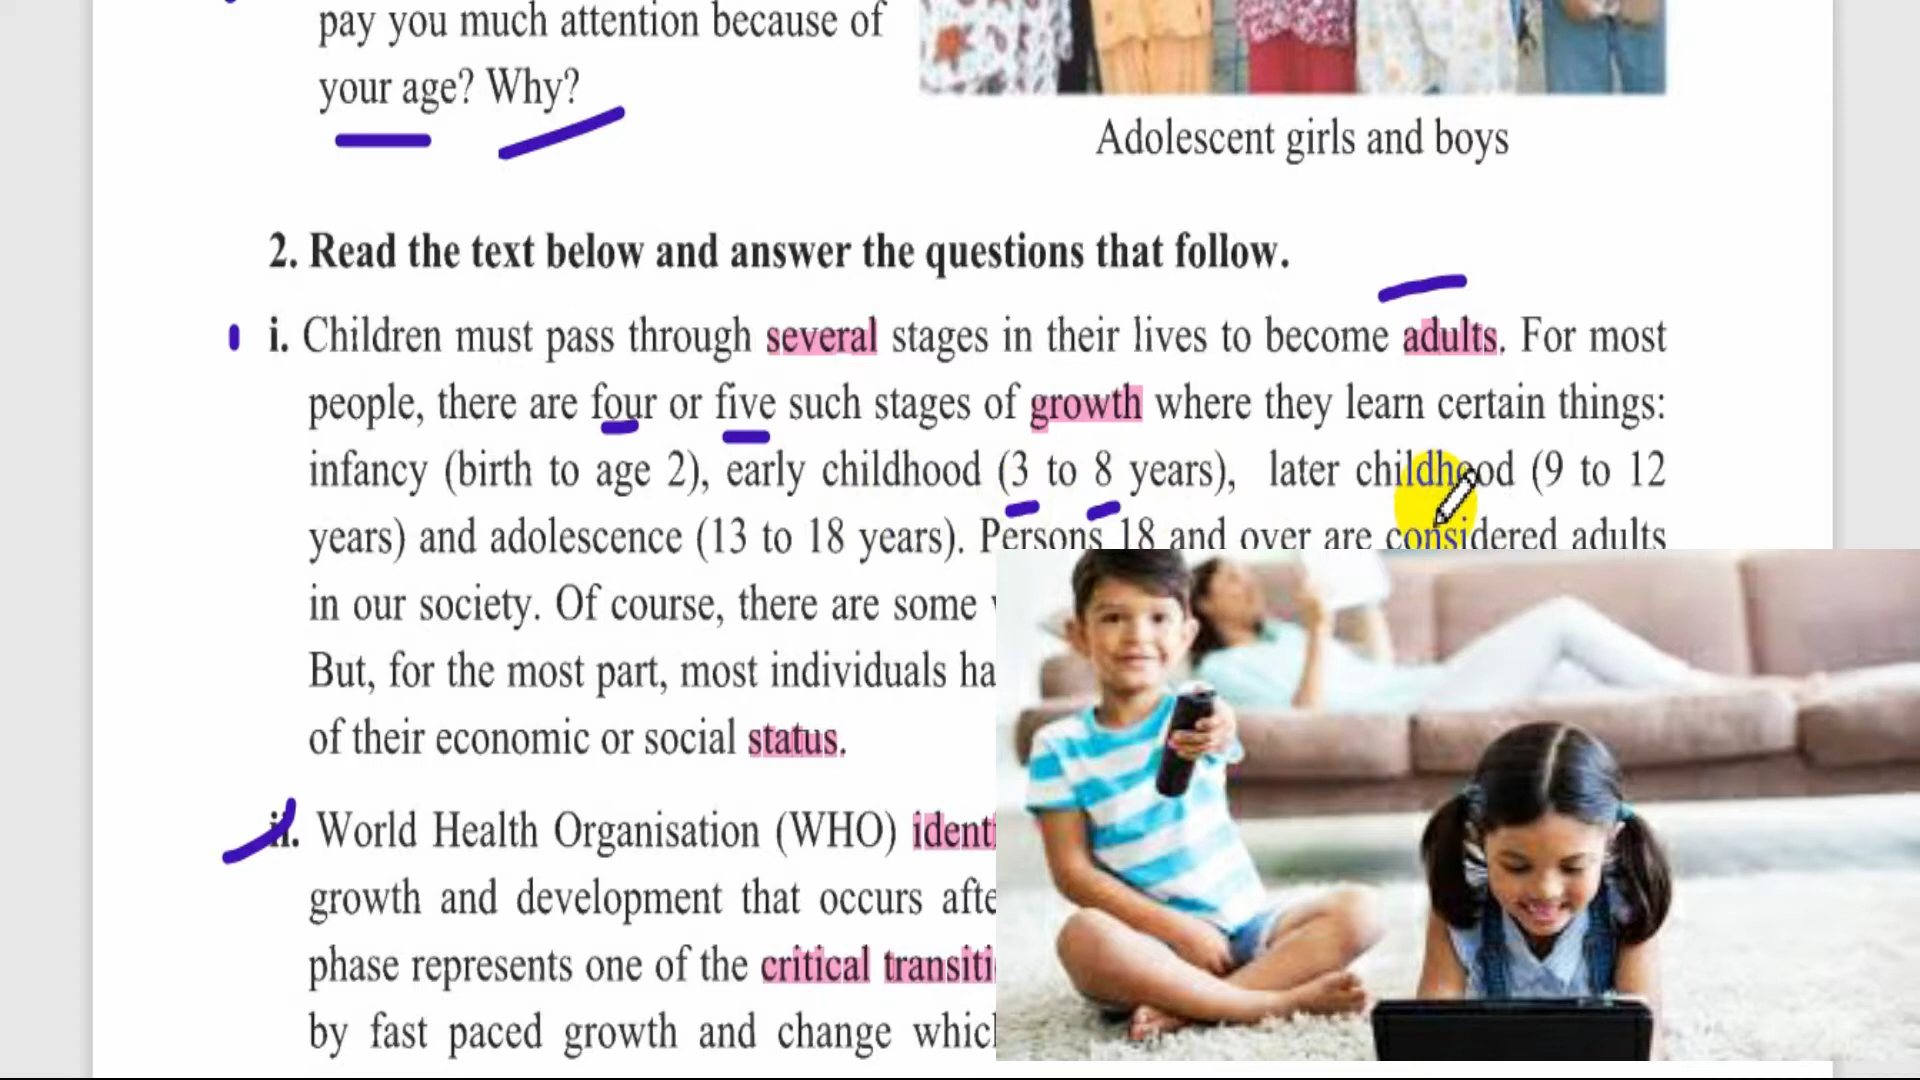 pay you much attention because of
your age? Why?
Adolescent girls and boys
2. Read the text below and answer the questions that follow.
i. Children must pass through several stages in their lives to become adults. For most
people, there are four or five such stages of growth where they learn certain things:
infancy (birth to age 2), early childhood (3 to 8 years), later childhood (9 to 12
years) and adolescence (13 to 18 years). Persons 18 and over are considered adults
in our society. Of course, there are some
But, for the most part, most individuals ha
of their economic or social status.
ii. World Health Organisation (WHO) identi
growth and development that occurs afte
phase represents one of the critical transiti
by fast paced growth and change whic